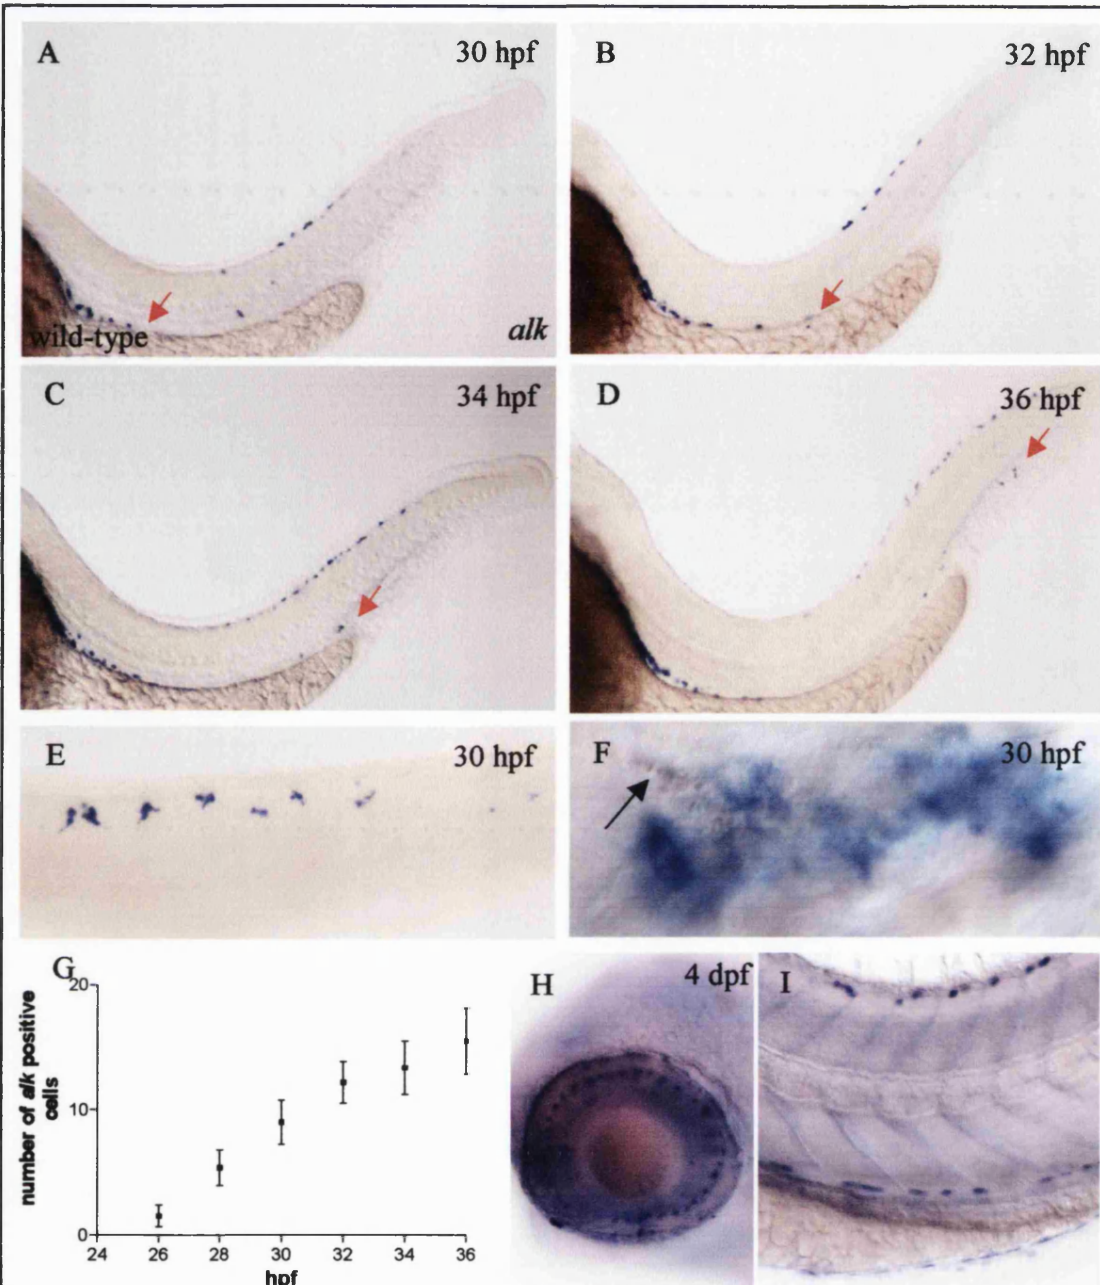 A
30 hpf
wild-type
alk
B
32 hpf
C
34 hpf
D
36 hpf
E
30 hpf
F
30 hpf
G
20
10
0
number of alk positive
cells
24 26 28 30 32 34 36
hpf
H
4 dpf
I